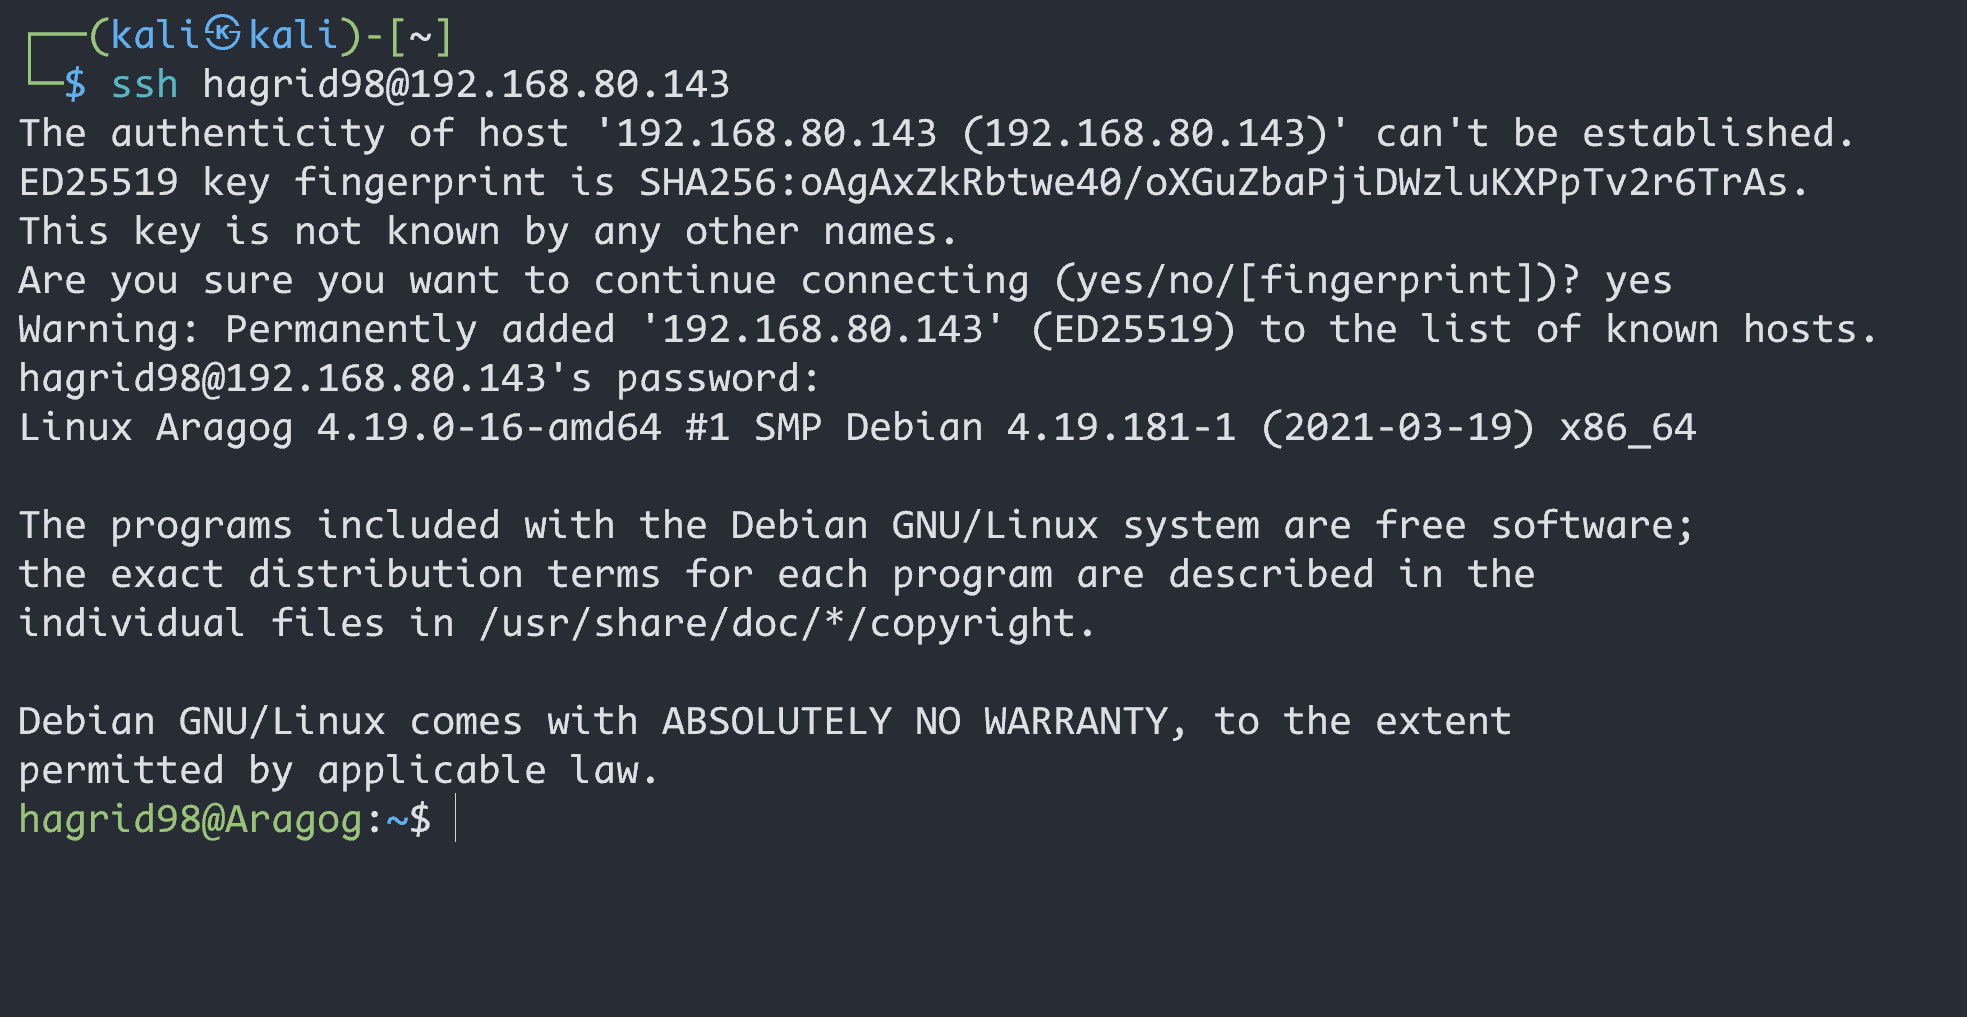 ┌──(kali㉿kali)-[~]
└─$ ssh hagrid98@192.168.80.143
The authenticity of host '192.168.80.143 (192.168.80.143)' can't be established.
ED25519 key fingerprint is SHA256:oAgAxZkRbtwe40/oXGuZbaPjiDWzluKXPpTv2r6TrAs.
This key is not known by any other names.
Are you sure you want to continue connecting (yes/no/[fingerprint])? yes
Warning: Permanently added '192.168.80.143' (ED25519) to the list of known hosts.
hagrid98@192.168.80.143's password:
Linux Aragog 4.19.0-16-amd64 #1 SMP Debian 4.19.181-1 (2021-03-19) x86_64

The programs included with the Debian GNU/Linux system are free software;
the exact distribution terms for each program are described in the
individual files in /usr/share/doc/*/copyright.

Debian GNU/Linux comes with ABSOLUTELY NO WARRANTY, to the extent
permitted by applicable law.
hagrid98@Aragog:~$